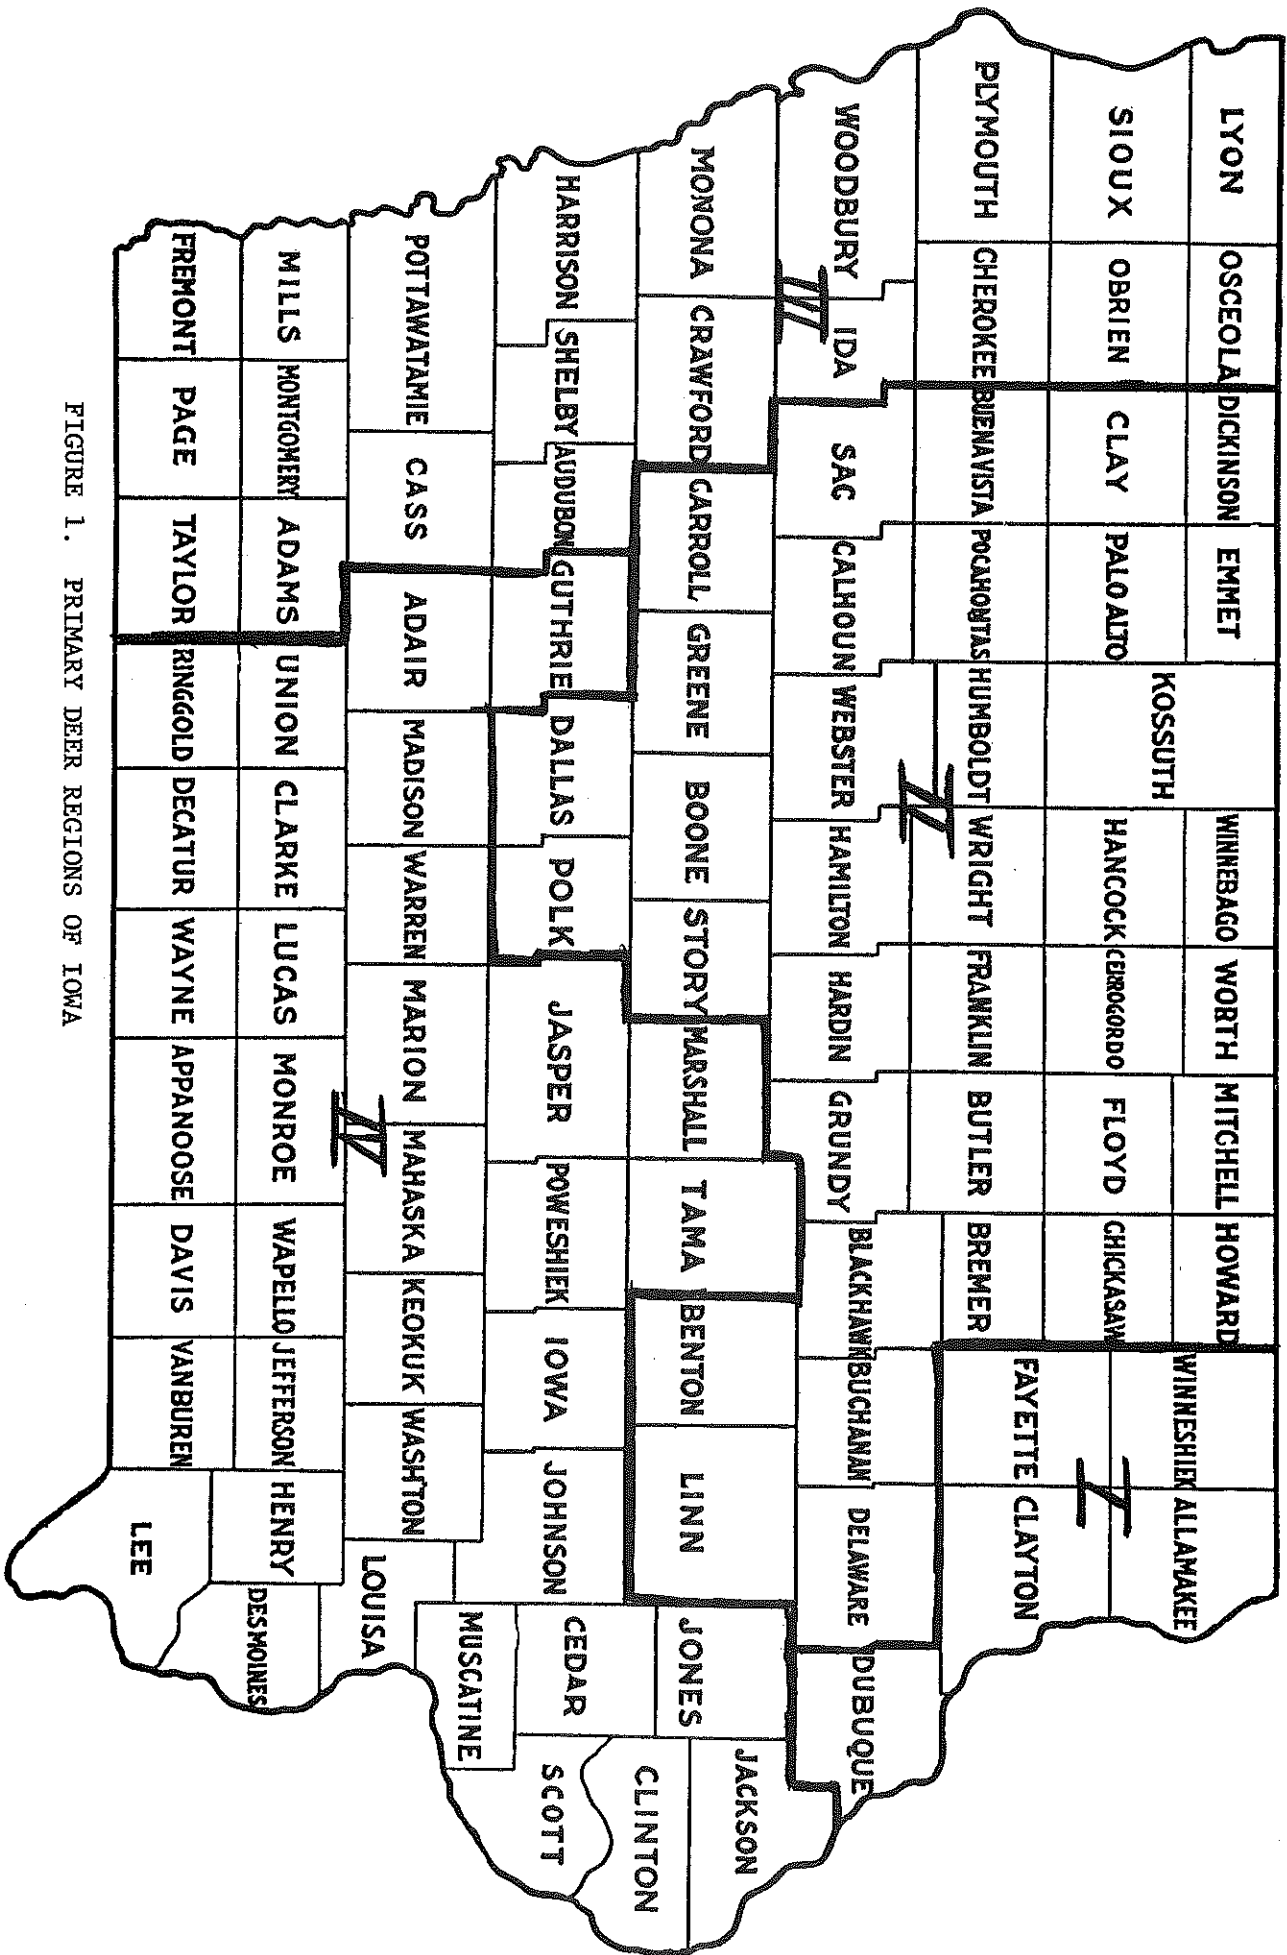 LYON OSCEOLA DICKINSON EMMET WINNEBAGO WORTH MITCHELL HOWARD WINNESHIEK ALLAMAKEE
KOSSUTH
SIOUX OBRIEN CLAY PALO ALTO HANCOCK CERROGORDO FLOYD CHICKASAW
I
PLYMOUTH CHEROKEE BUENAVISTA POCAHONTAS HUMBOLDT WRIGHT FRANKLIN BUTLER BREMER FAYETTE CLAYTON
II
WOODBURY IDA SAC CALHOUN WEBSTER HAMILTON HARDIN GRUNDY BLACKHAWK BUCHANAN DELAWARE DUBUQUE
III
MONONA CRAWFORD CARROLL GREENE BOONE STORY MARSHALL TAMA BENTON LINN JONES JACKSON
HARRISON SHELBY AUDUBON GUTHRIE DALLAS POLK JASPER POWESHIEK IOWA JOHNSON CEDAR CLINTON
SCOTT
POTTAWATAMIE CASS ADAIR MADISON WARREN MARION MAHASKA KEOKUK WASH'TON LOUISA MUSCATINE
IV
MILLS MONTGOMERY ADAMS UNION CLARKE LUCAS MONROE WAPELLO JEFFERSON HENRY DES MOINES
FREMONT PAGE TAYLOR RINGGOLD DECATUR WAYNE APPANOOSE DAVIS VANBUREN LEE
FIGURE 1. PRIMARY DEER REGIONS OF IOWA